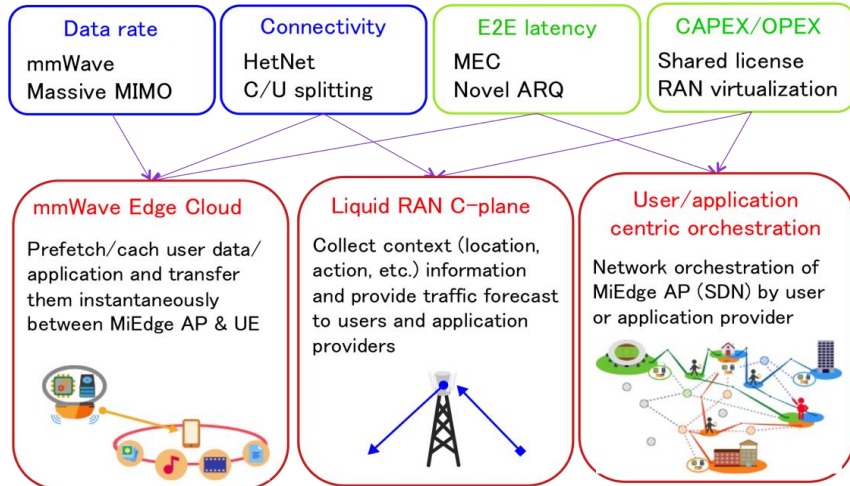 Data rate
mmWave
Massive MIMO
Connectivity
HetNet
C/U splitting
E2E latency
MEC
Novel ARQ
CAPEX/OPEX
Shared license
RAN virtualization
mmWave Edge Cloud
Prefetch/cach user data/
application and transfer
them instantaneously
between MiEdge AP & UE
Liquid RAN C-plane
Collect context (location,
action, etc.) information
and provide traffic forecast
to users and application
providers
User/application
centric orchestration
Network orchestration of
MiEdge AP (SDN) by user
or application provider